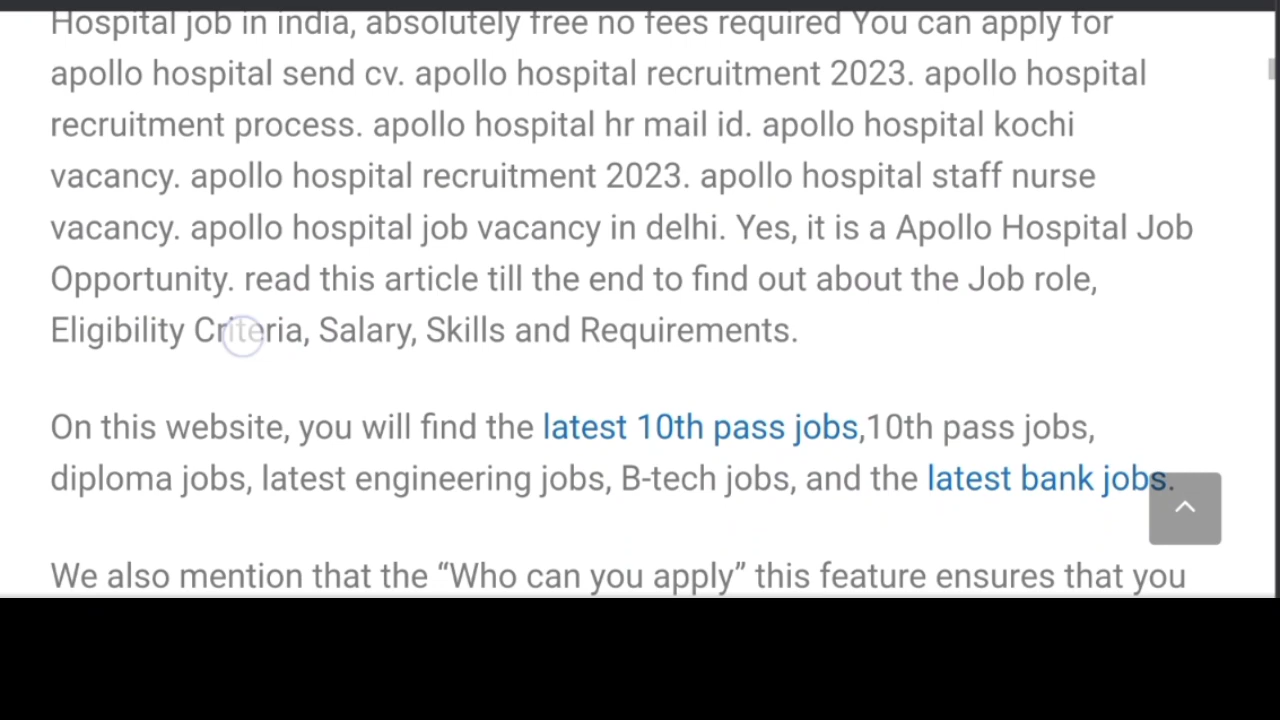 Hospital job in india, absolutely free no fees required You can apply for
apollo hospital send cv. apollo hospital recruitment 2023. apollo hospital
recruitment process. apollo hospital hr mail id. apollo hospital kochi
vacancy. apollo hospital recruitment 2023. apollo hospital staff nurse
vacancy. apollo hospital job vacancy in delhi. Yes, it is a Apollo Hospital Job
Opportunity. read this article till the end to find out about the Job role,
Eligibility Criteria, Salary, Skills and Requirements.
On this website, you will find the latest 10th pass jobs,10th pass jobs,
diploma jobs, latest engineering jobs, B-tech jobs, and the latest bank jobs.
We also mention that the “Who can you apply” this feature ensures that you